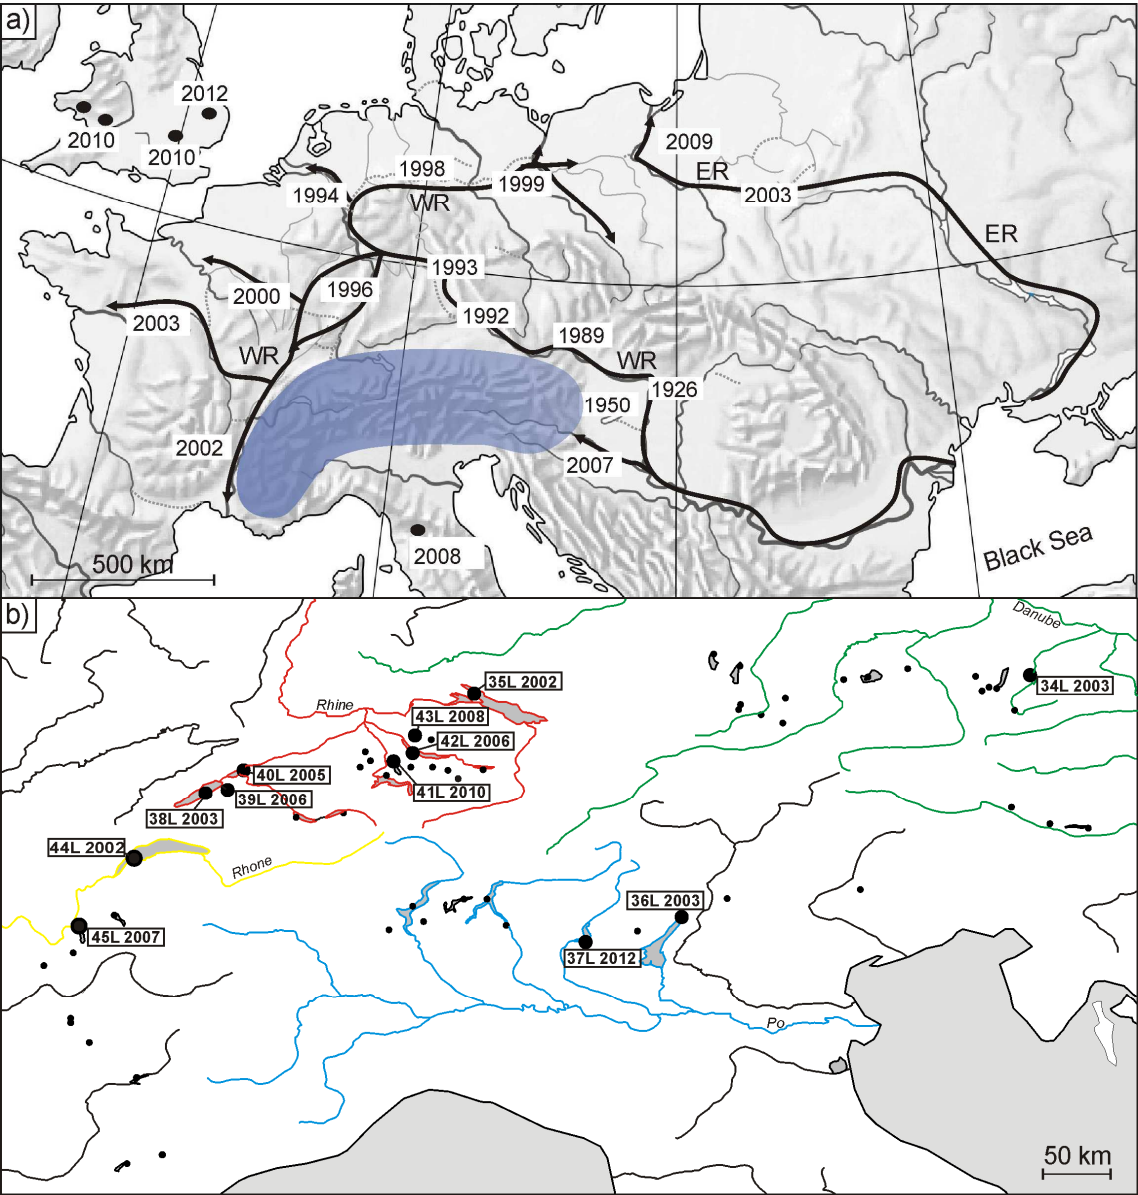 a)
2012
2010
2010
2009
1998
ER
1994
1999
2003
WR
ER
1993
1996
2000
1992
2003
1989
WR
WR
1926
1950
2002
2007
2008
500 km
Black Sea
b)
Danube
35L 2002
34L 2003
Rhine
43L 2008
42L 2006
40L 2005
41L 2010
39L 2006
38L 2003
44L 2002
Rhone
36L 2003
45L 2007
37L 2012
Po
50 km